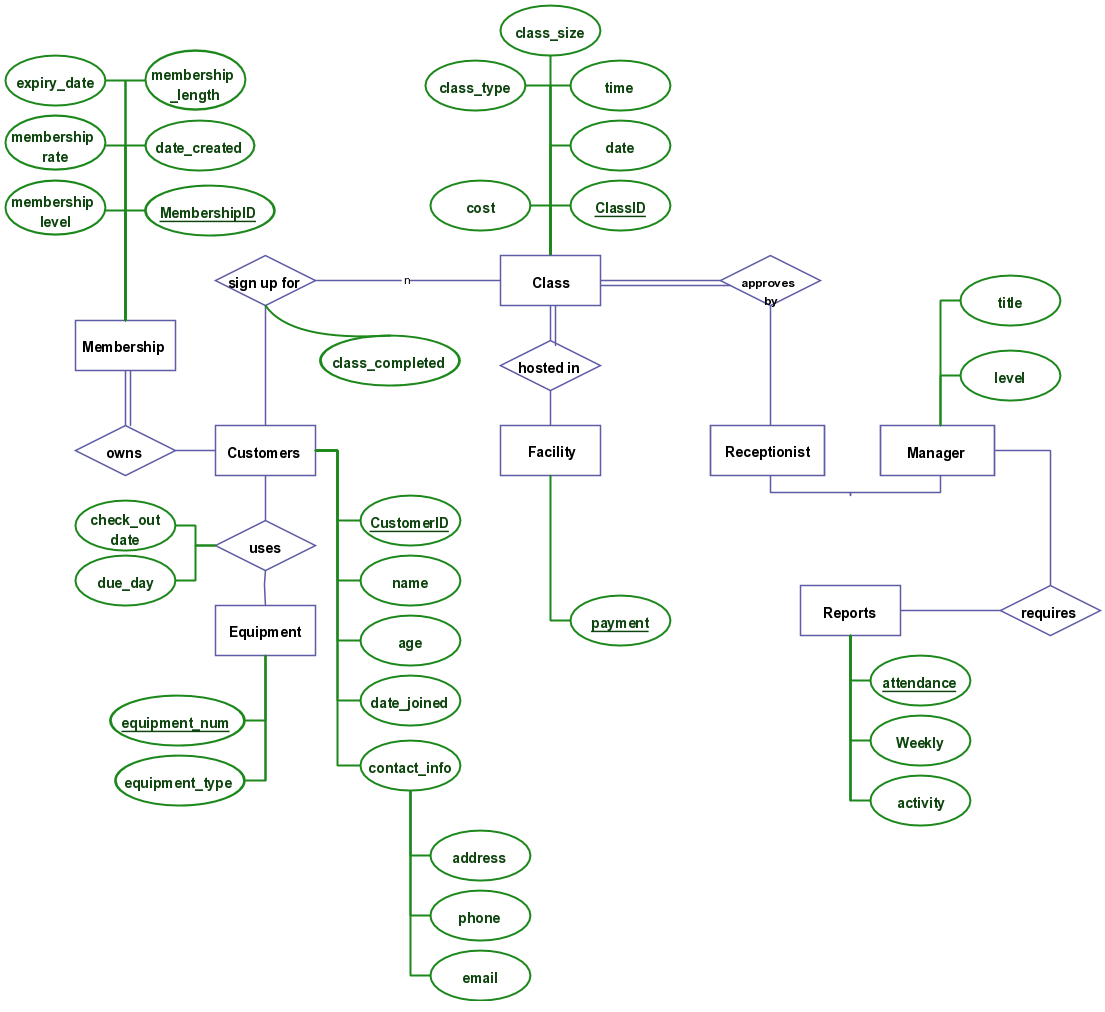 class_size
expiry_date
membership
_length
class_type
time
membership
rate
date_created
date
membership
level
MembershipID
cost
ClassID
sign up for
n
Class
approves
by
title
Membership
class_completed
hosted in
level
owns
Customers
Facility
Receptionist
Manager
check_out
date
CustomerID
uses
due_day
name
Equipment
age
payment
Reports
requires
equipment_num
date_joined
attendance
Weekly
equipment_type
contact_info
activity
address
phone
email